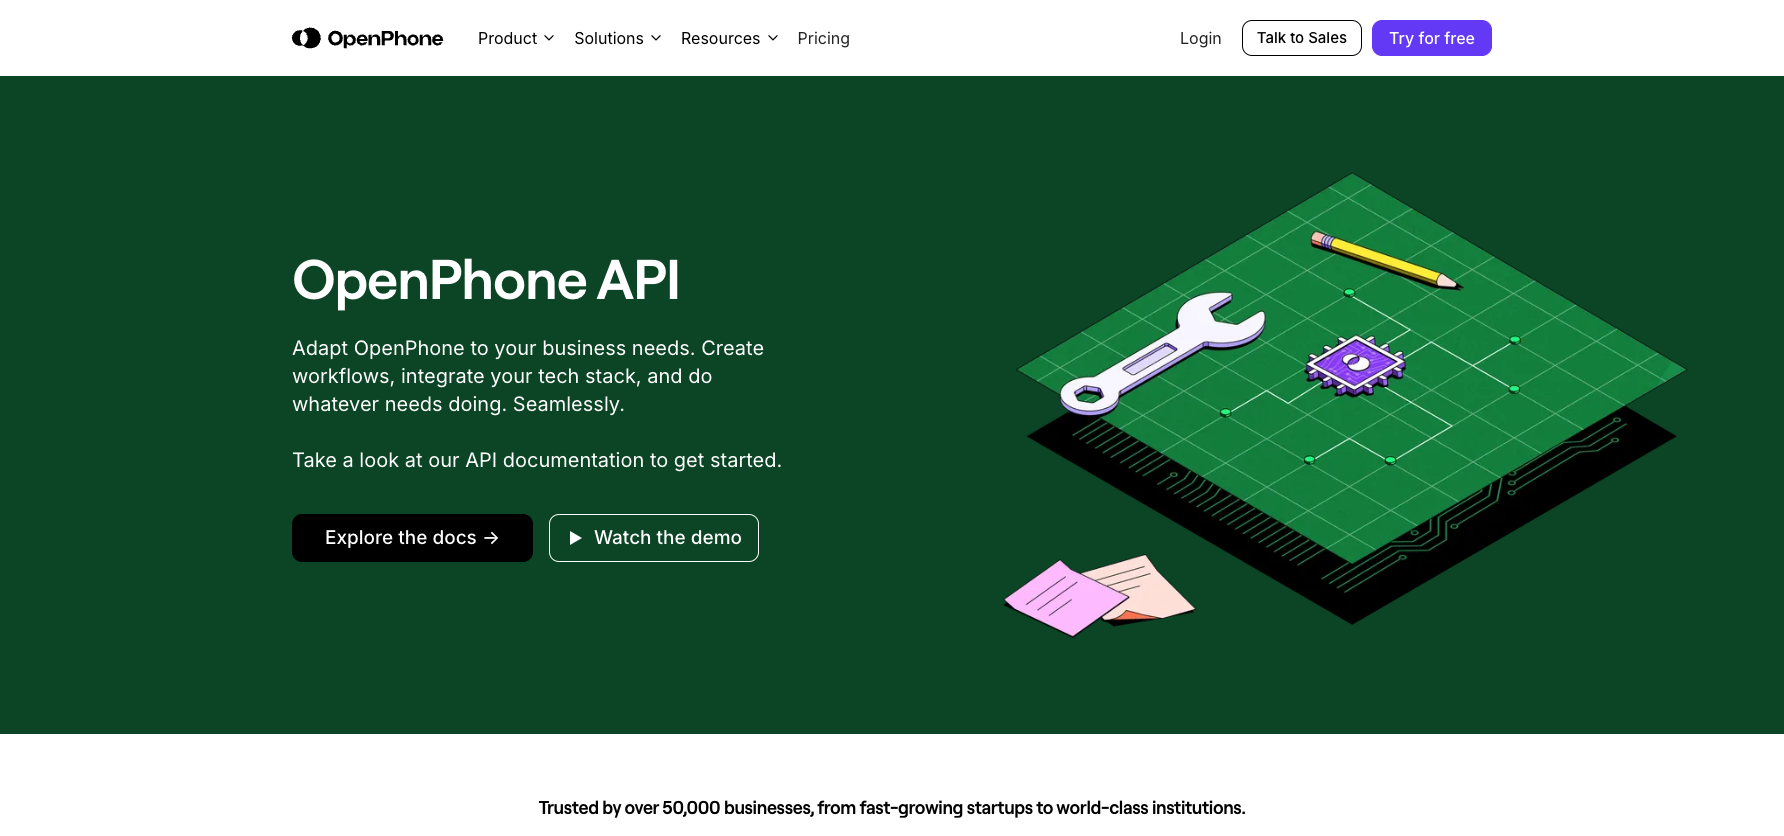 OpenPhone
Product
Solutions
Resources
Pricing
Login
Talk to Sales
Try for free
OpenPhone API
Adapt OpenPhone to your business needs. Create
workflows, integrate your tech stack, and do
whatever needs doing. Seamlessly.
Take a look at our API documentation to get started.
Explore the docs →
Watch the demo
Trusted by over 50,000 businesses, from fast-growing startups to world-class institutions.